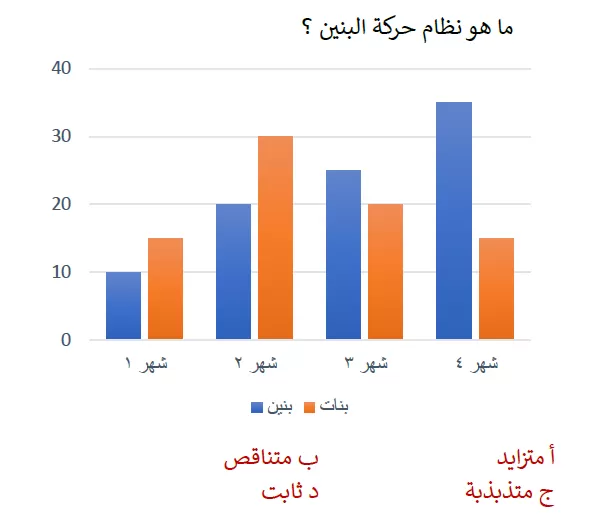 ما هو نظام حركة البنين ؟
40
30
20
10
0
شهر ١ شهر ٢ شهر ٣ شهر ٤
بنين بنات
أ متزايد ب متناقص
ج متذبذبة د ثابت